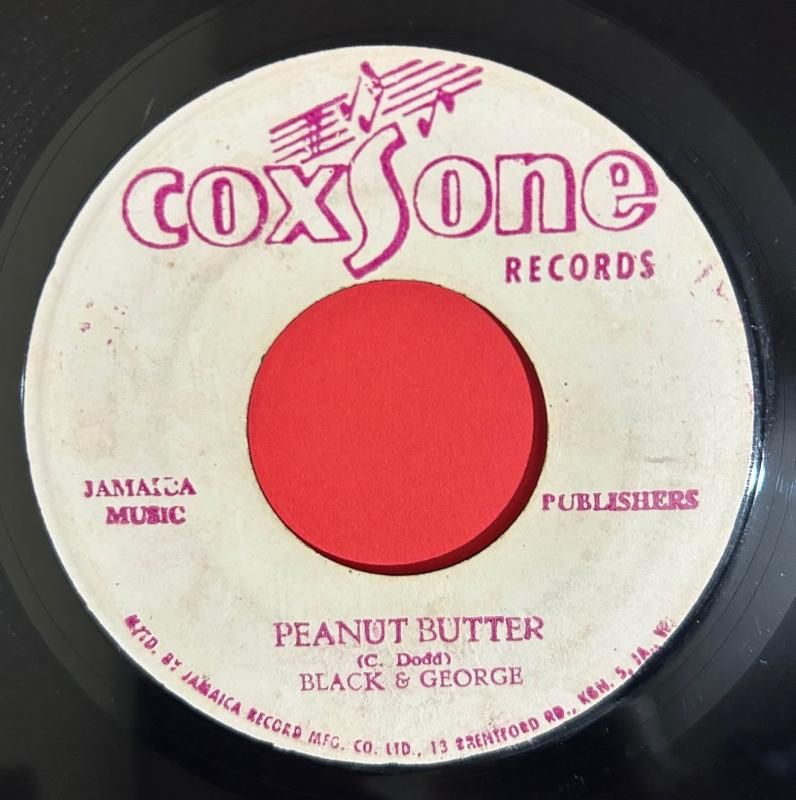 coxsone
RECORDS
JAMAICA
MUSIC
PUBLISHERS
PEANUT BUTTER
(C. Dodd)
BLACK & GEORGE
MFTD. BY JAMAICA RECORD MFG. CO. LTD., 13 BRENTFORD RD., KGN. 5, JA.,